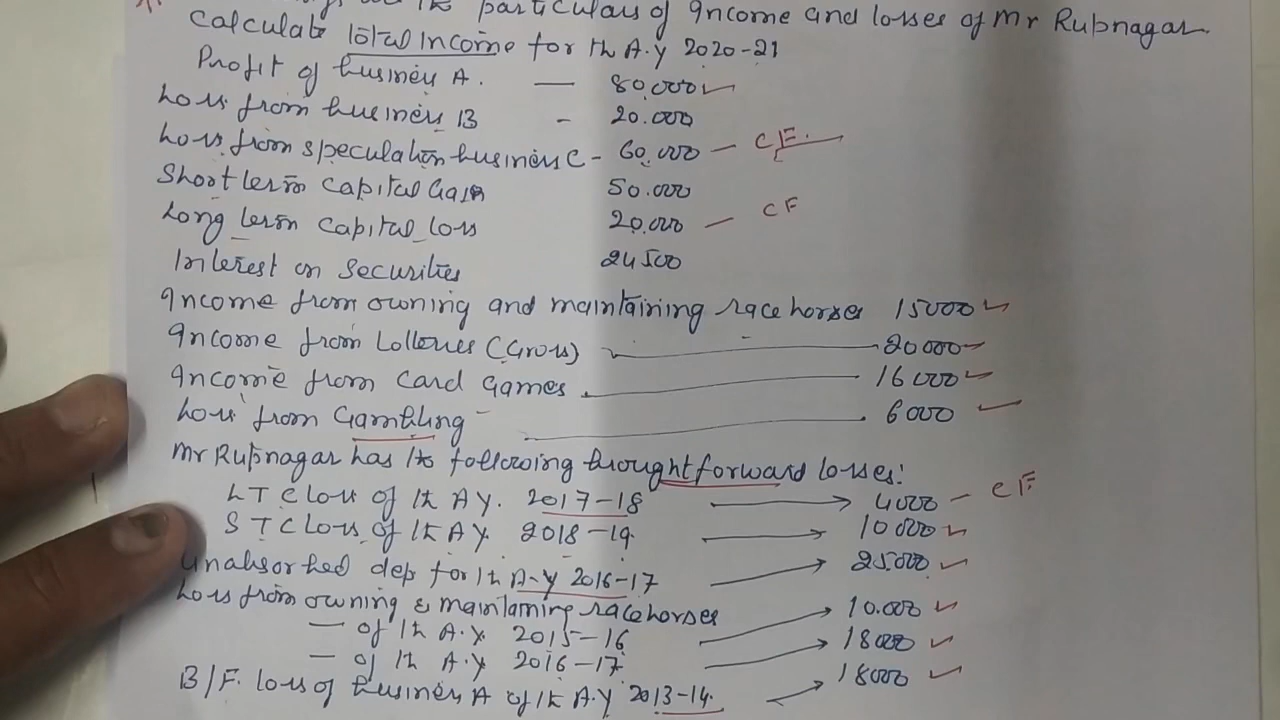 the particulars of Income and losses of Mr Rupnagar.
Calculate total Income for the A.Y 2020-21
Profit of business A. — 80,000
Loss from business B - 20.000
Loss from speculation business C - 60,000 — CF.
Short term Capital Gain 50.000
Long term Capital loss 20,000 — CF
Interest on securities 24500
Income from owning and maintaining race horses 15000
Income from Lotteries (Gross) 20000
Income from Card Games 16000
Loss from Gambling 6000
Mr Rupnagar has the following brought forward losses:
LTC loss of the A.Y. 2017-18 → 4000 — CF
STC Loss of the A.Y. 2018-19 → 10000
Unabsorbed dep for the A-Y 2016-17 → 25000
Loss from owning & maintaining race horses
— of the A.Y. 2015-16 → 10.000
— of the A.Y. 2016-17 → 18000
B/F. loss of business A of the A.Y 2013-14. → 18000